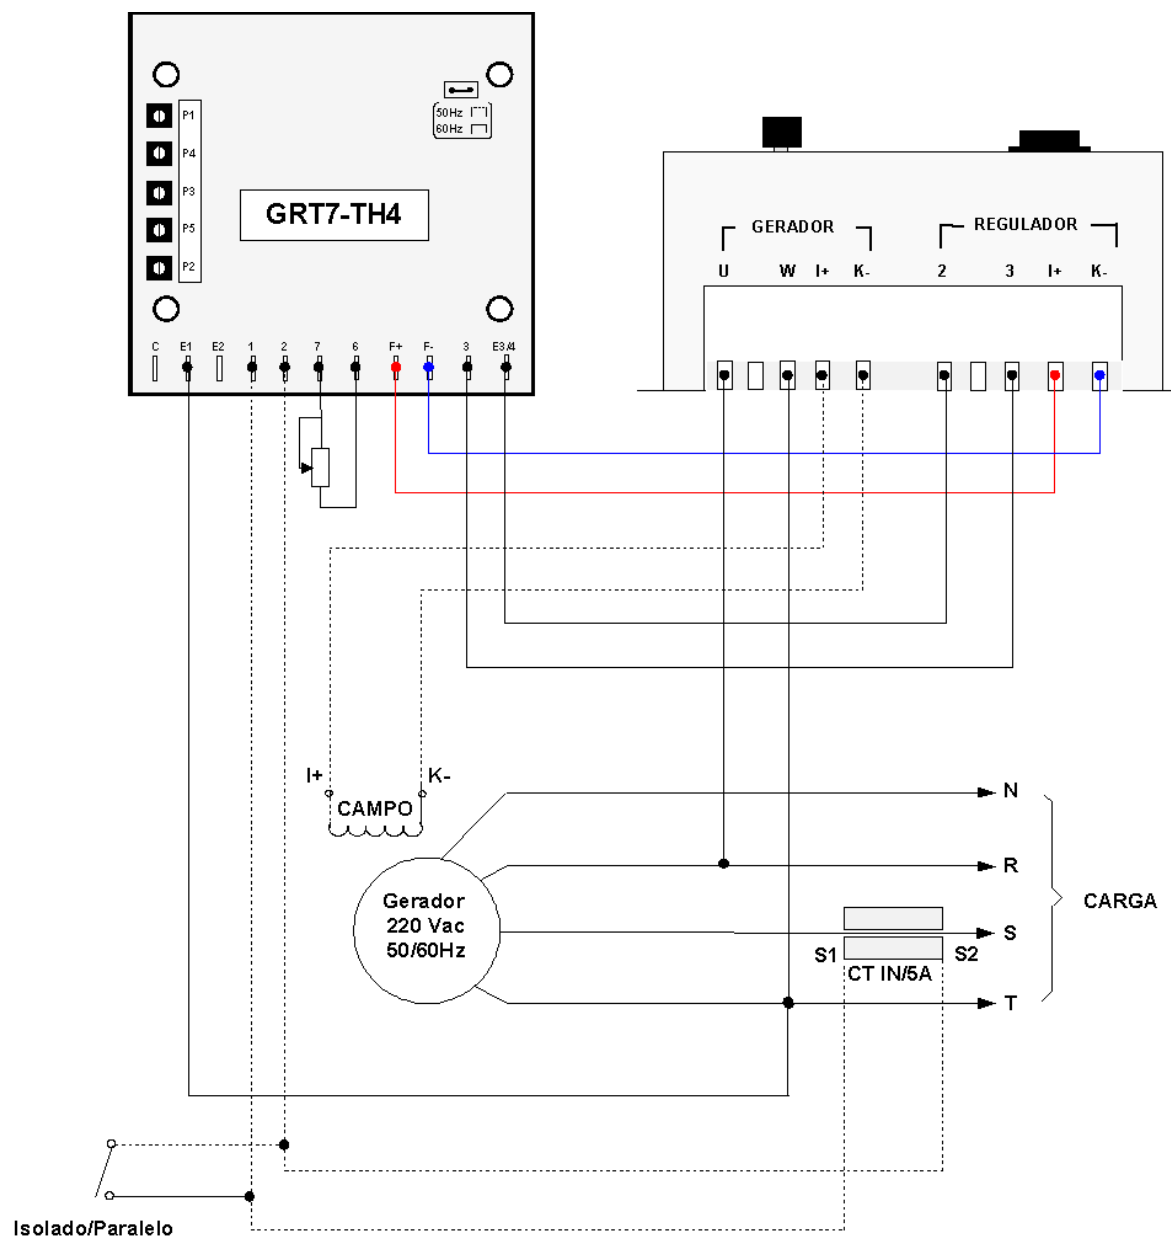 P1
P4
P3
P5
P2
50Hz
60Hz
GRT7-TH4
C E1 E2 1 2 7 6 F+ F- 3 E3/4
GERADOR
REGULADOR
U W I+ K- 2 3 I+ K-
I+ K-
CAMPO
Gerador
220 Vac
50/60Hz
N
R
S
T
CARGA
S1 S2
CT IN/5A
Isolado/Paralelo